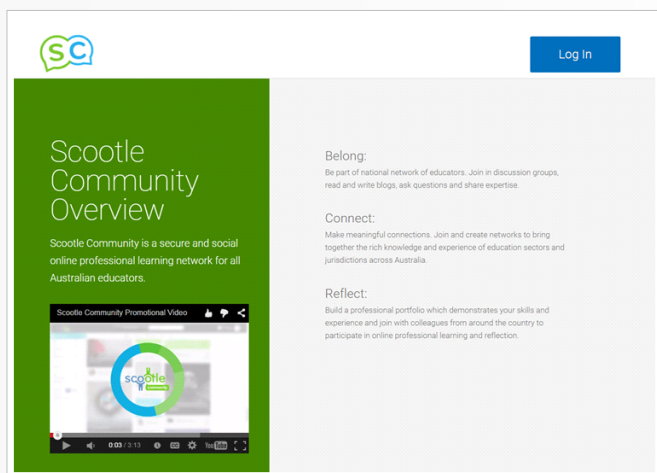 SC
Log In
Scootle
Community
Overview
Scootle Community is a secure and social
online professional learning network for all
Australian educators.
Scootle Community Promotional Video
scootle
community
0:03 / 3:13
CC
YouTube
Belong:
Be part of national network of educators. Join in discussion groups,
read and write blogs, ask questions and share expertise.
Connect:
Make meaningful connections. Join and create networks to bring
together the rich knowledge and experience of education sectors and
jurisdictions across Australia.
Reflect:
Build a professional portfolio which demonstrates your skills and
experience and join with colleagues from around the country to
participate in online professional learning and reflection.